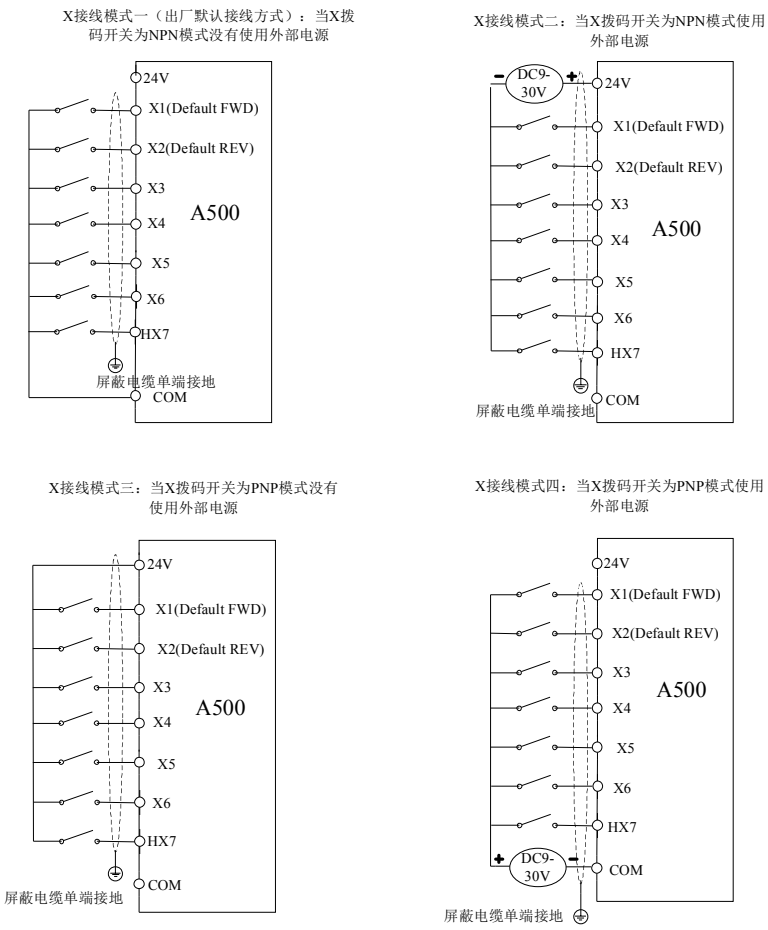 X接线模式一（出厂默认接线方式）：当X拨
码开关为NPN模式没有使用外部电源
24V
X1(Default FWD)
X2(Default REV)
X3
A500
X4
X5
X6
HX7
屏蔽电缆单端接地
COM
X接线模式二：当X拨码开关为NPN模式使用
外部电源
DC9-
30V
24V
X1(Default FWD)
X2(Default REV)
X3
A500
X4
X5
X6
HX7
COM
屏蔽电缆单端接地
X接线模式三：当X拨码开关为PNP模式没有
使用外部电源
24V
X1(Default FWD)
X2(Default REV)
X3
A500
X4
X5
X6
HX7
COM
屏蔽电缆单端接地
X接线模式四：当X拨码开关为PNP模式使用
外部电源
24V
X1(Default FWD)
X2(Default REV)
X3
A500
X4
X5
X6
HX7
DC9-
30V
COM
屏蔽电缆单端接地